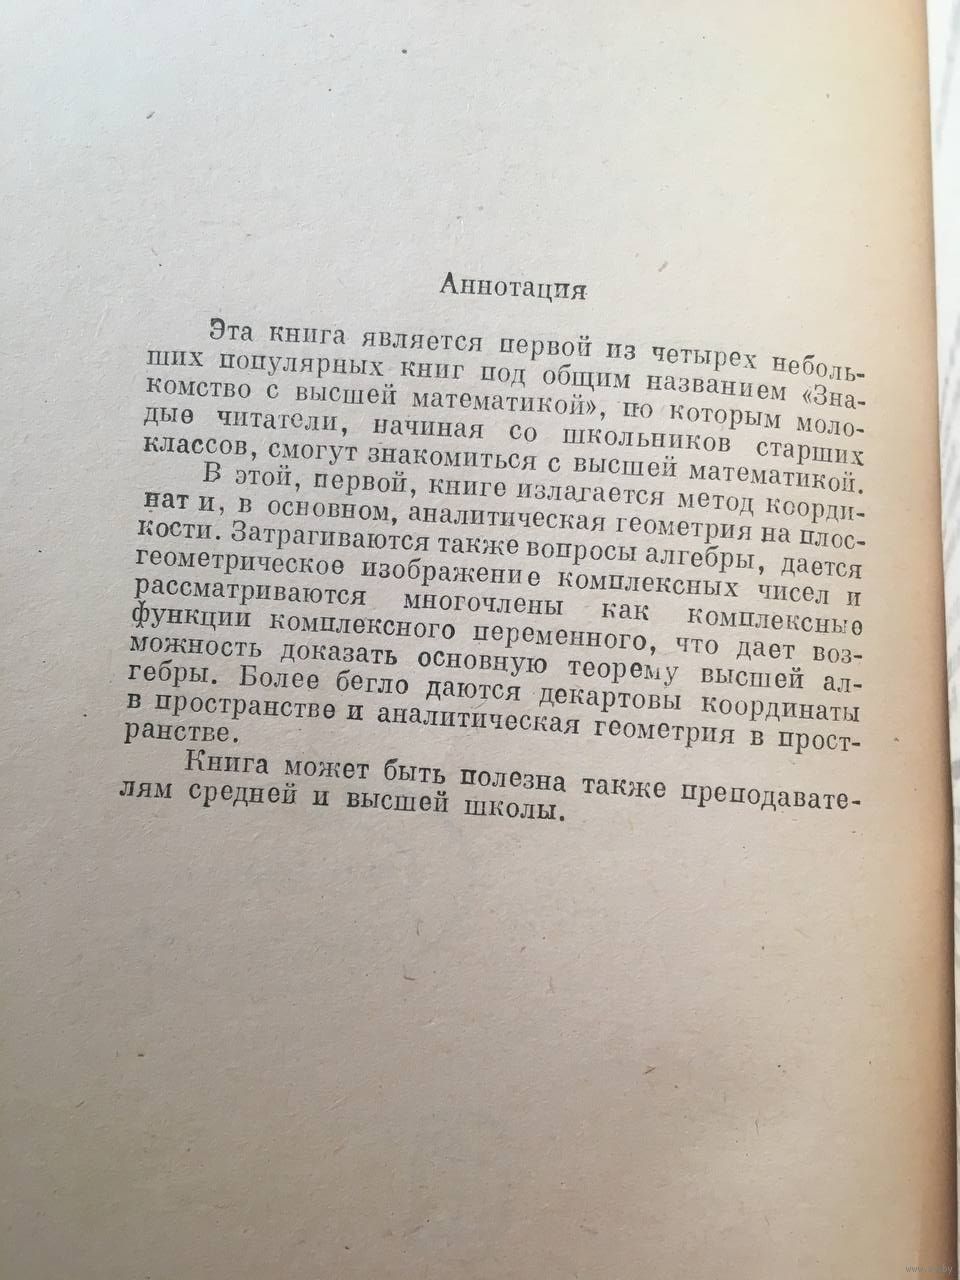 Аннотация
Эта книга является первой из четырех неболь-
ших популярных книг под общим названием «Зна-
комство с высшей математикой», по которым моло-
дые читатели, начиная со школьников старших
классов, смогут знакомиться с высшей математикой.
В этой, первой, книге излагается метод коорди-
нат и, в основном, аналитическая геометрия на плос-
кости. Затрагиваются также вопросы алгебры, дается
геометрическое изображение комплексных чисел и
рассматриваются многочлены как комплексные
функции комплексного переменного, что дает воз-
можность доказать основную теорему высшей ал-
гебры. Более бегло даются декартовы координаты
в пространстве и аналитическая геометрия в прост-
ранстве.
Книга может быть полезна также преподавате-
лям средней и высшей школы.